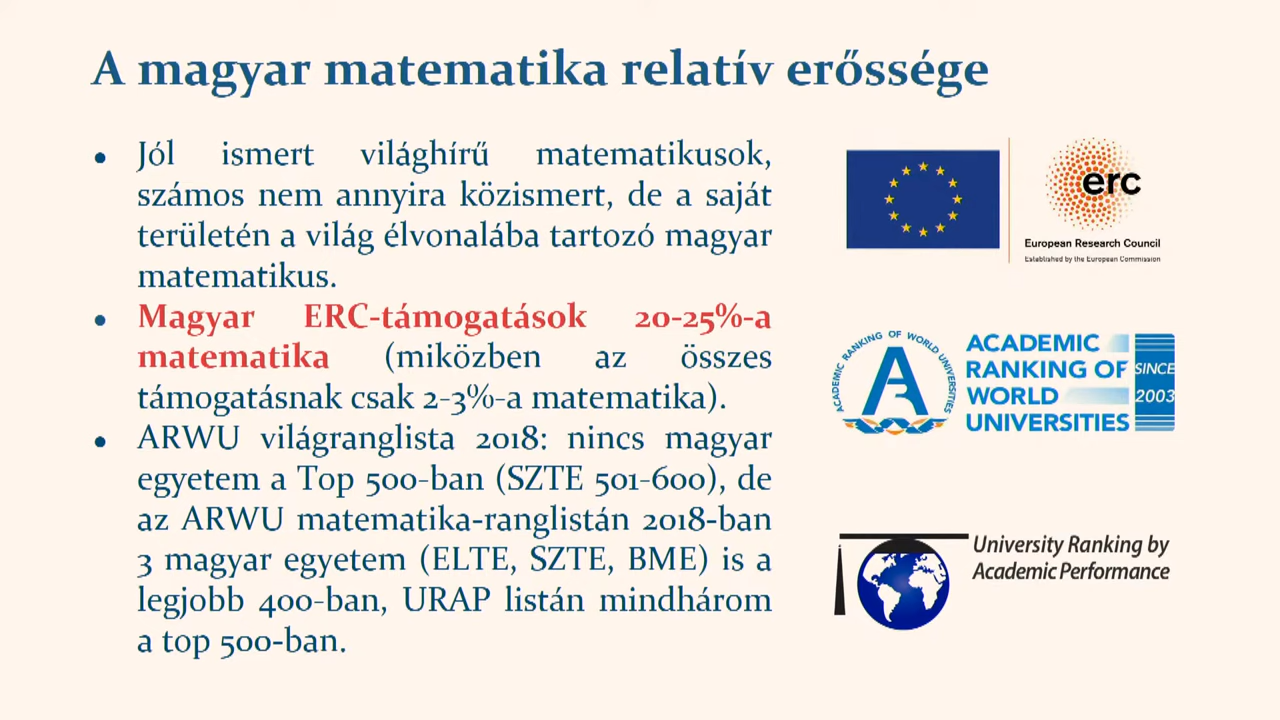 A magyar matematika relatív erőssége
• Jól ismert világhírű matematikusok,
számos nem annyira közismert, de a saját
területén a világ élvonalába tartozó magyar
matematikus.
• Magyar ERC-támogatások 20-25%-a
matematika (miközben az összes
támogatásnak csak 2-3%-a matematika).
• ARWU világranglista 2018: nincs magyar
egyetem a Top 500-ban (SZTE 501-600), de
az ARWU matematika-ranglistán 2018-ban
3 magyar egyetem (ELTE, SZTE, BME) is a
legjobb 400-ban, URAP listán mindhárom
a top 500-ban.
erc
European Research Council
Established by the European Commission
ACADEMIC RANKING OF WORLD UNIVERSITIES
ACADEMIC
RANKING OF
WORLD
UNIVERSITIES
SINCE
2003
University Ranking by
Academic Performance